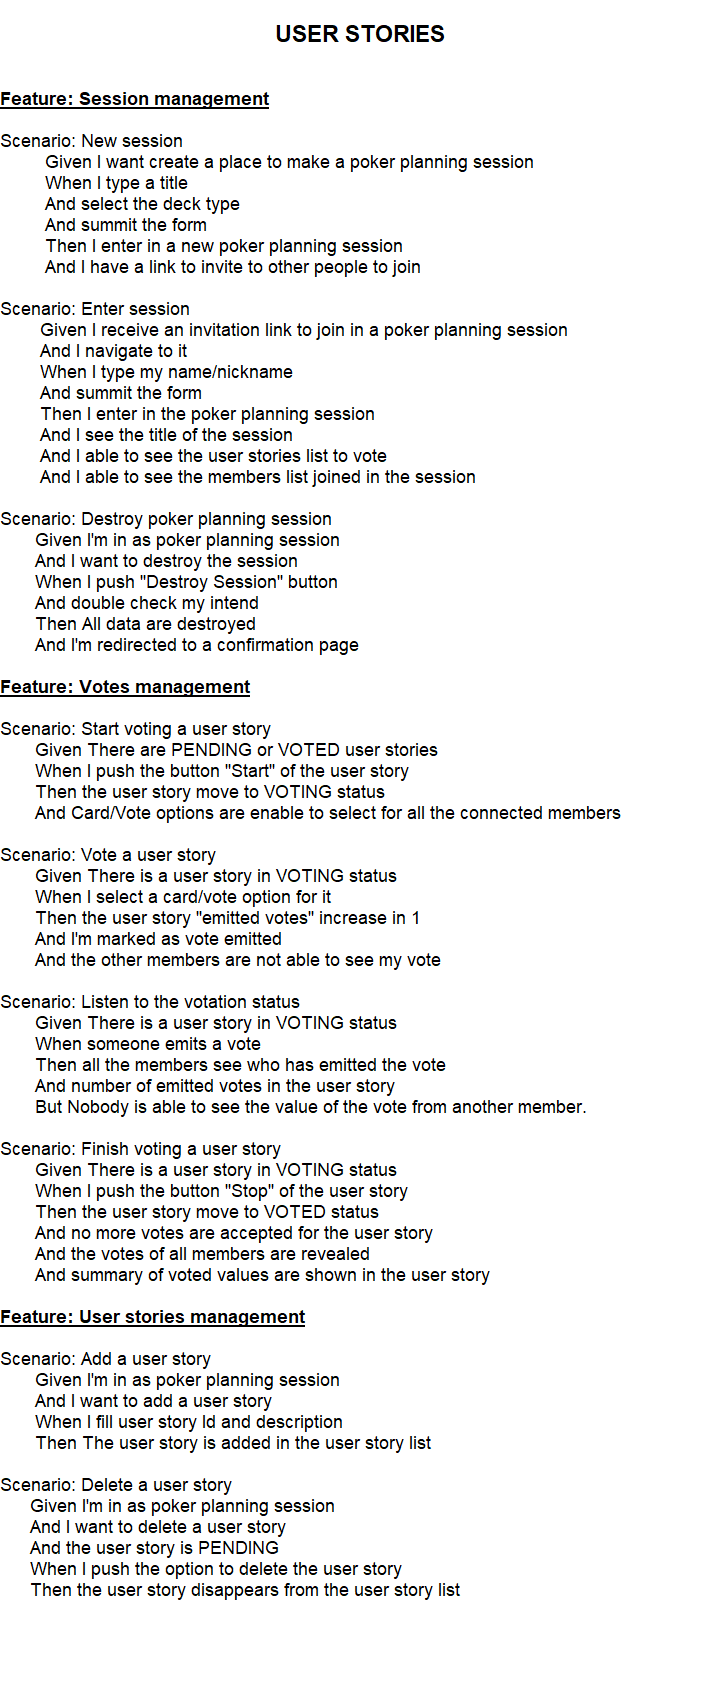 USER STORIES
Feature: Session management
Scenario: New session
Given I want create a place to make a poker planning session
When I type a title
And select the deck type
And summit the form
Then I enter in a new poker planning session
And I have a link to invite to other people to join
Scenario: Enter session
Given I receive an invitation link to join in a poker planning session
And I navigate to it
When I type my name/nickname
And summit the form
Then I enter in the poker planning session
And I see the title of the session
And I able to see the user stories list to vote
And I able to see the members list joined in the session
Scenario: Destroy poker planning session
Given I'm in as poker planning session
And I want to destroy the session
When I push "Destroy Session" button
And double check my intend
Then All data are destroyed
And I'm redirected to a confirmation page
Feature: Votes management
Scenario: Start voting a user story
Given There are PENDING or VOTED user stories
When I push the button "Start" of the user story
Then the user story move to VOTING status
And Card/Vote options are enable to select for all the connected members
Scenario: Vote a user story
Given There is a user story in VOTING status
When I select a card/vote option for it
Then the user story "emitted votes" increase in 1
And I'm marked as vote emitted
And the other members are not able to see my vote
Scenario: Listen to the votation status
Given There is a user story in VOTING status
When someone emits a vote
Then all the members see who has emitted the vote
And number of emitted votes in the user story
But Nobody is able to see the value of the vote from another member.
Scenario: Finish voting a user story
Given There is a user story in VOTING status
When I push the button "Stop" of the user story
Then the user story move to VOTED status
And no more votes are accepted for the user story
And the votes of all members are revealed
And summary of voted values are shown in the user story
Feature: User stories management
Scenario: Add a user story
Given I'm in as poker planning session
And I want to add a user story
When I fill user story Id and description
Then The user story is added in the user story list
Scenario: Delete a user story
Given I'm in as poker planning session
And I want to delete a user story
And the user story is PENDING
When I push the option to delete the user story
Then the user story disappears from the user story list